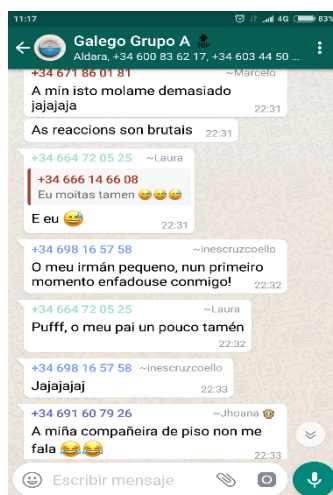 11:17 4G 83%
Galego Grupo A 🔝
Aldara, +34 600 83 62 17, +34 603 44 50 ...
+34 671 86 01 81 ~Marcelo
A min isto molame demasiado
jajajaja
22:31
As reaccions son brutais 22:31
+34 664 72 05 25 ~Laura
+34 666 14 66 08
Eu moitas tamen 😅😅😅
E eu 😅
22:31
+34 698 16 57 58 ~inescruzcoello
O meu irmán pequeno, nun primeiro
momento enfadouse conmigo! 22:32
+34 664 72 05 25 ~Laura
Pufff, o meu pai un pouco tamén
22:32
+34 698 16 57 58 ~inescruzcoello
Jajajajaj 22:33
+34 691 60 79 26 ~Jhoana 🙊
A miña compañeira de piso non me
fala 😂😂 22:33
Escribir mensaje